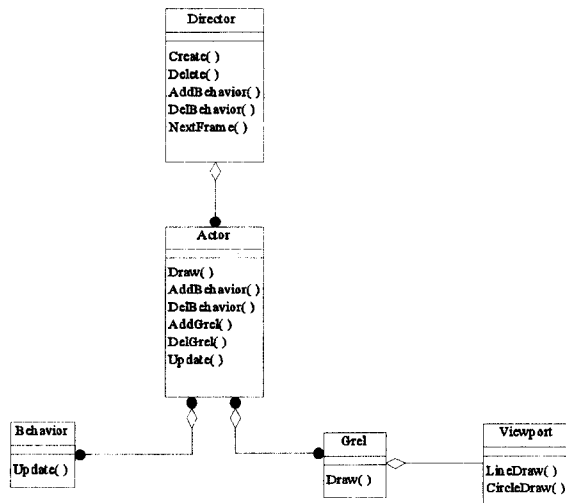 Director
Create( )
Delete( )
AddBehavior( )
DelBehavior( )
NextFrame( )
Actor
Draw( )
AddBehavior( )
DelBehavior( )
AddGrel( )
DelGrel( )
Update( )
Behavior
Update( )
Grel
Draw( )
Viewport
LineDraw( )
CircleDraw( )